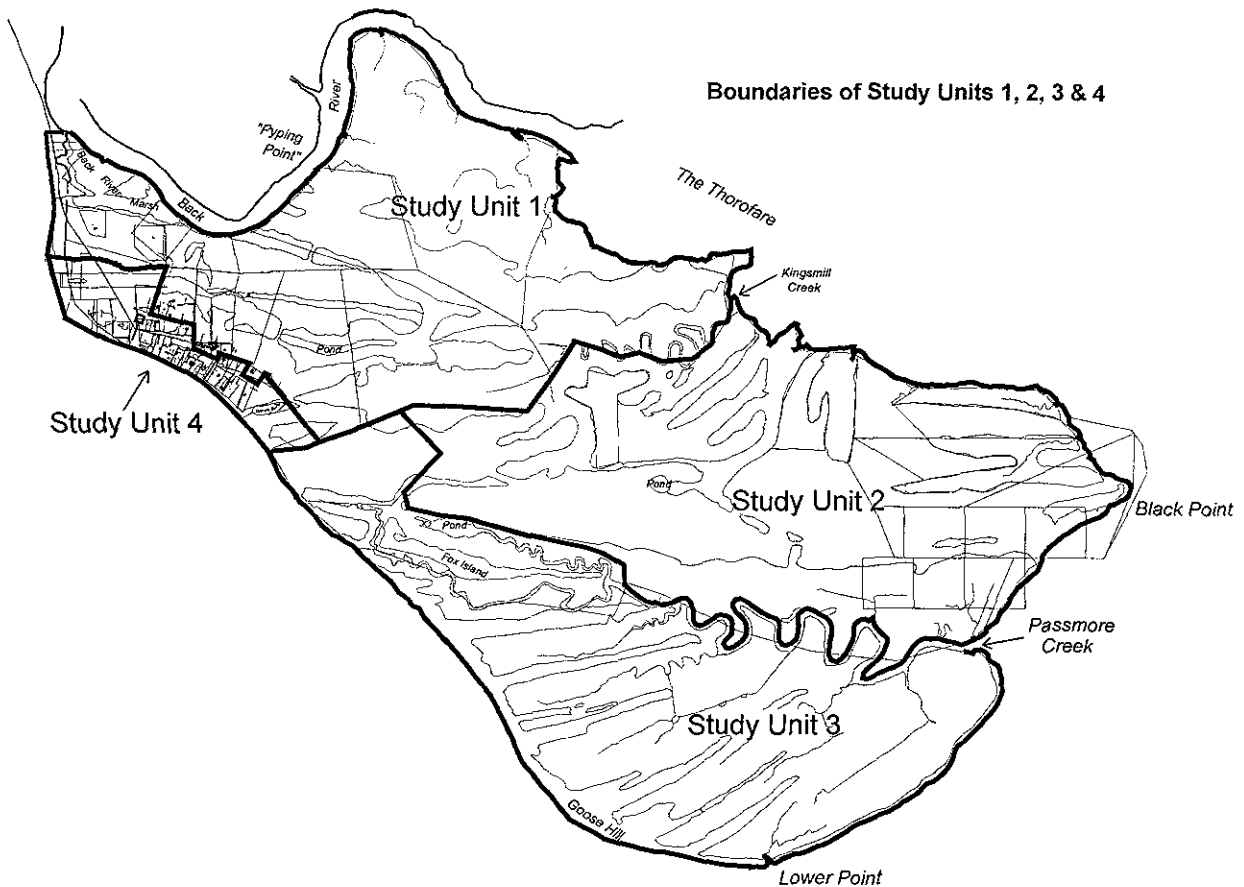 Boundaries of Study Units 1, 2, 3 & 4
River
"Pyping
Point"
Back
River
Marsh
Back
The Thorofare
Study Unit 1
Kingsmill
Creek
Pond
Study Unit 4
Pond
Study Unit 2
Black Point
Pond
Fox Island
Passmore
Creek
Study Unit 3
Goose Hill
Lower Point